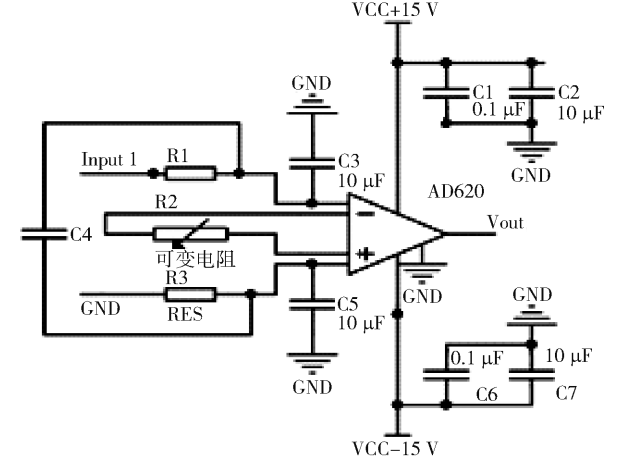 VCC+15 V
GND
C1
0.1 μF
C2
10 μF
GND
Input 1
R1
C3
10 μF
AD620
R2
Vout
C4
可变电阻
R3
GND
RES
C5
10 μF
GND
GND
GND
0.1 μF
10 μF
C6
C7
VCC-15 V